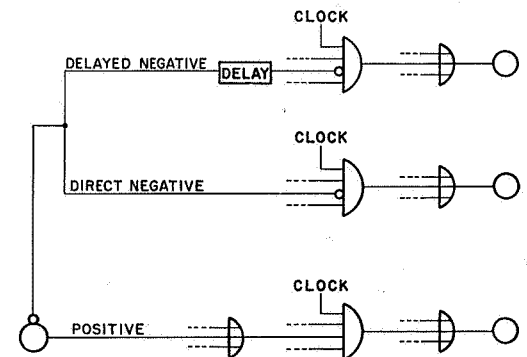 CLOCK
DELAYED NEGATIVE
DELAY
CLOCK
DIRECT NEGATIVE
CLOCK
POSITIVE